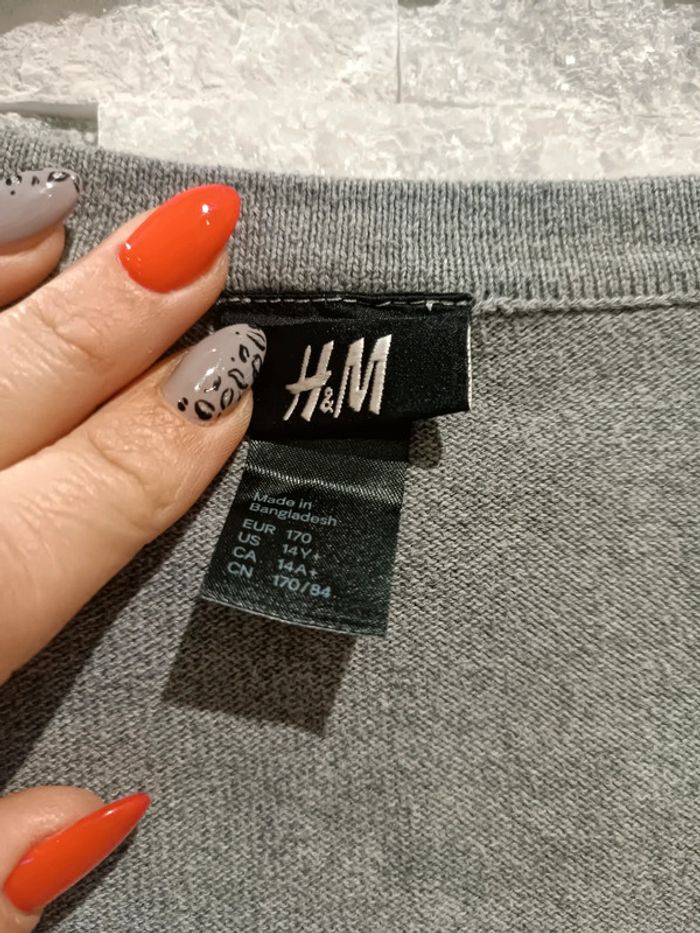 H&M
Made in
Bangladesh
EUR 170
US 14Y+
CA 14A+
CN 170/84